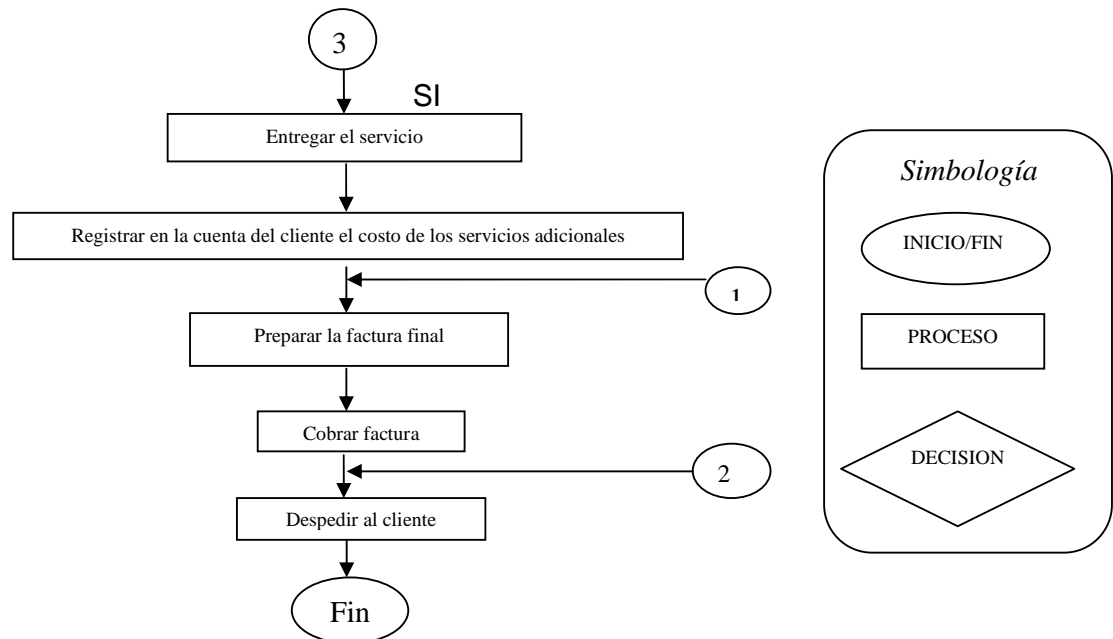 3
SI
Entregar el servicio
Registrar en la cuenta del cliente el costo de los servicios adicionales
1
Preparar la factura final
Cobrar factura
2
Despedir al cliente
Fin
Simbología
INICIO/FIN
PROCESO
DECISION